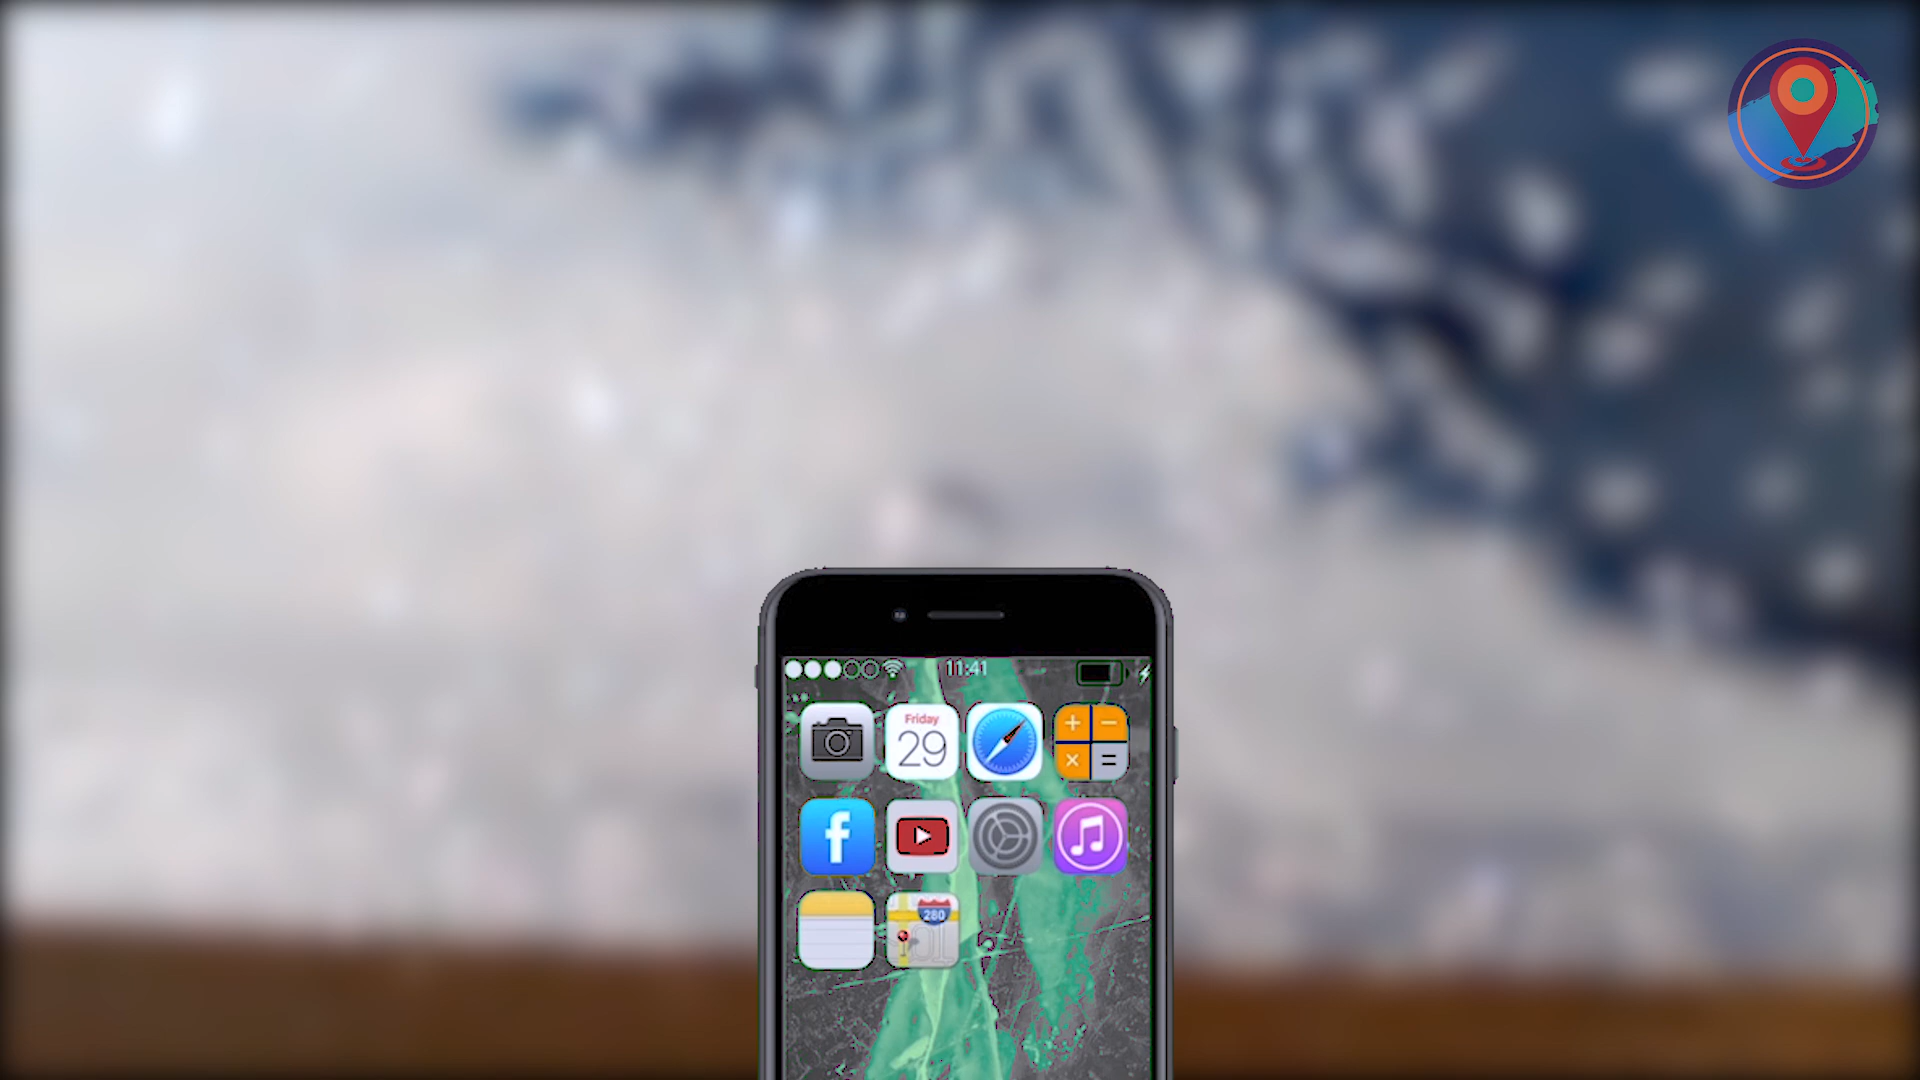 11:41
Friday
29
+ −
× =
f
280